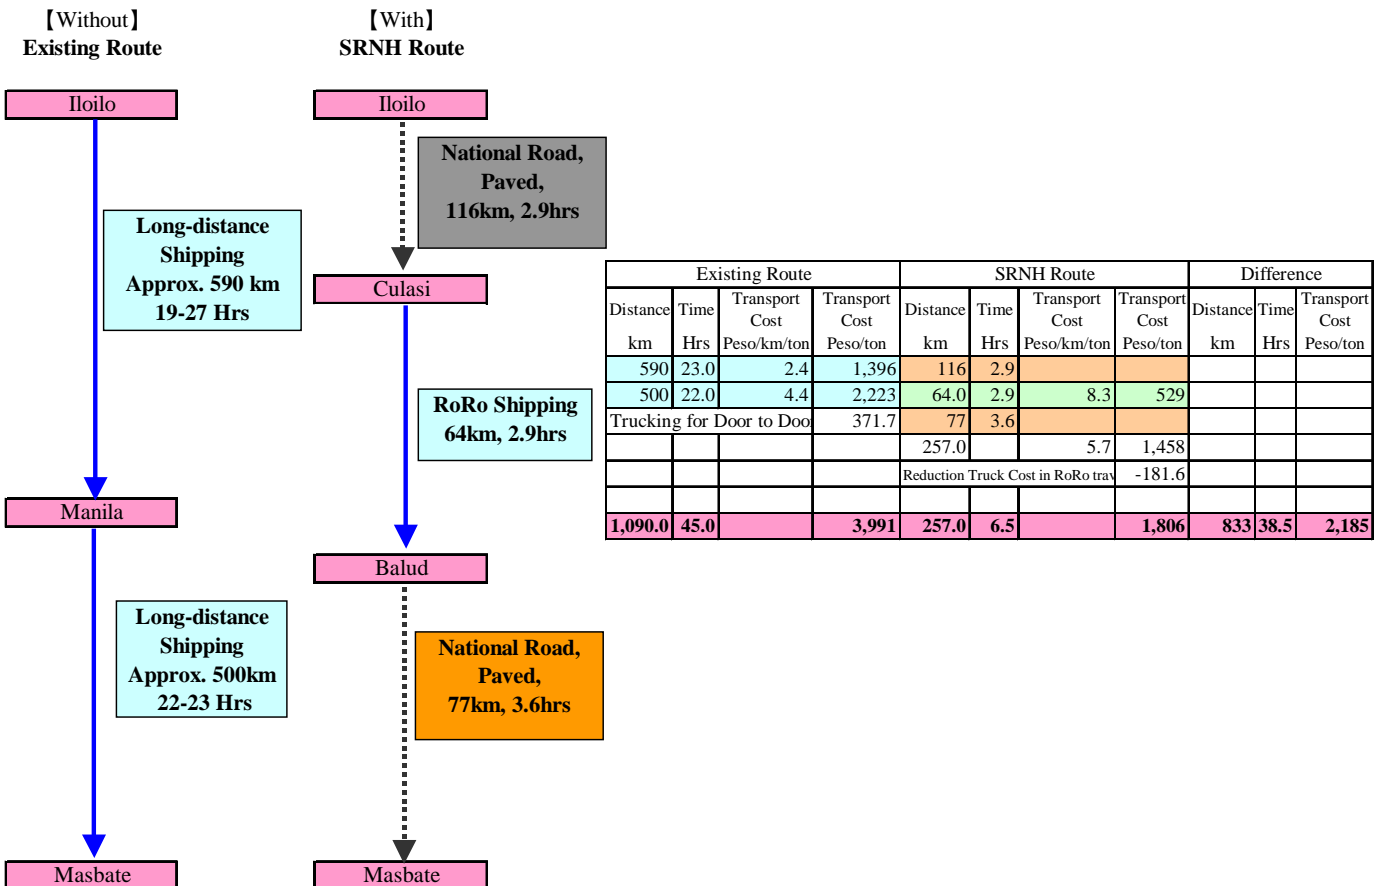 【Without】
Existing Route
【With】
SRNH Route
Iloilo
Iloilo
National Road,
Paved,
116km, 2.9hrs
Long-distance
Shipping
Approx. 590 km
19-27 Hrs
Culasi
RoRo Shipping
64km, 2.9hrs
Manila
Balud
Long-distance
Shipping
Approx. 500km
22-23 Hrs
National Road,
Paved,
77km, 3.6hrs
Masbate
Masbate
Existing Route SRNH Route Difference
Distance Time Transport Transport Distance Time Transport Transport Distance Time Transport
Cost Cost Cost Cost Cost
km Hrs Peso/km/ton Peso/ton km Hrs Peso/km/ton Peso/ton km Hrs Peso/ton
590 23.0 2.4 1,396 116 2.9
500 22.0 4.4 2,223 64.0 2.9 8.3 529
Trucking for Door to Doo 371.7 77 3.6
257.0 5.7 1,458
Reduction Truck Cost in RoRo trav -181.6
1,090.0 45.0 3,991 257.0 6.5 1,806 833 38.5 2,185